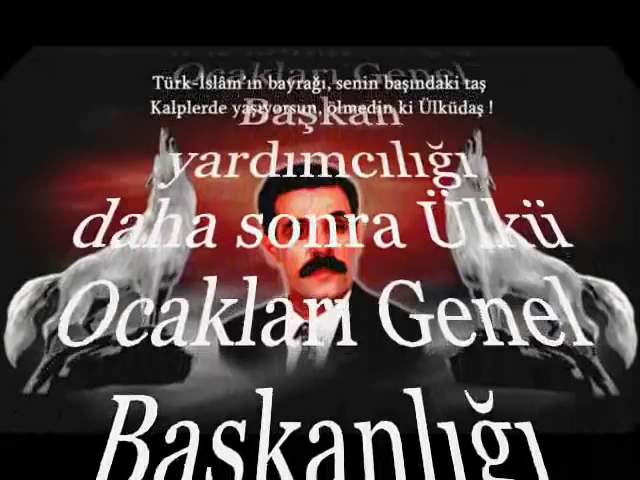 Ocakları Genel
Türk-İslâm'ın bayrağı, senin başındaki taş
Kalplerde yaşıyorsun, ölmedin ki Ülküdaş !
Başkan
yardımcılığı
daha sonra Ülkü
Ocakları Genel
Başkanlığı